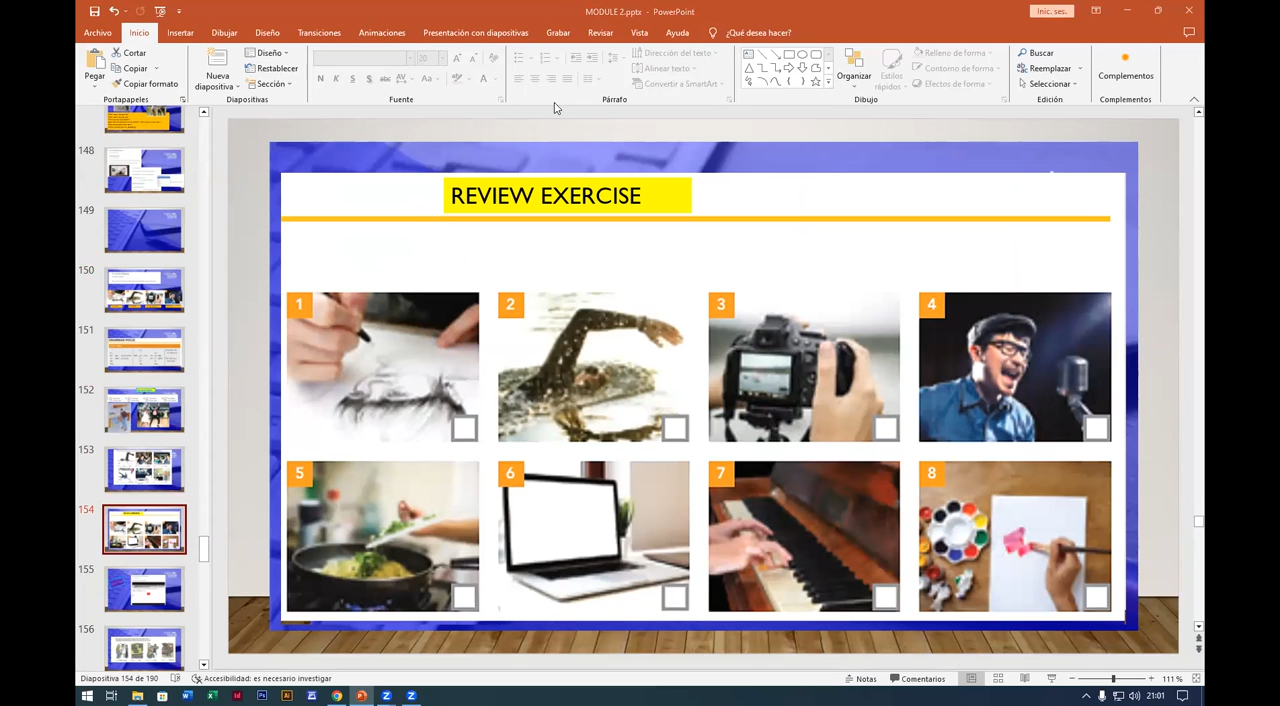 MODULE 2.pptx - PowerPoint
Inic. ses.
Archivo Inicio Insertar Dibujar Diseño Transiciones Animaciones Presentación con diapositivas Grabar Revisar Vista Ayuda ¿Qué desea hacer?
Pegar
Cortar
Copiar
Copiar formato
Portapapeles
Nueva diapositiva
Diseño
Restablecer
Sección
Diapositivas
20
N K S S abc AV Aa A
Fuente
Dirección del texto
Alinear texto
Convertir a SmartArt
Párrafo
Organizar
Estilos rápidos
Relleno de forma
Contorno de forma
Efectos de forma
Dibujo
Buscar
Reemplazar
Seleccionar
Edición
Complementos
Complementos
148
149
150
151
152
153
154
155
156
REVIEW EXERCISE
1 2 3 4
5 6 7 8
Diapositiva 154 de 190
Accesibilidad: es necesario investigar
Notas
Comentarios
111 %
21:01